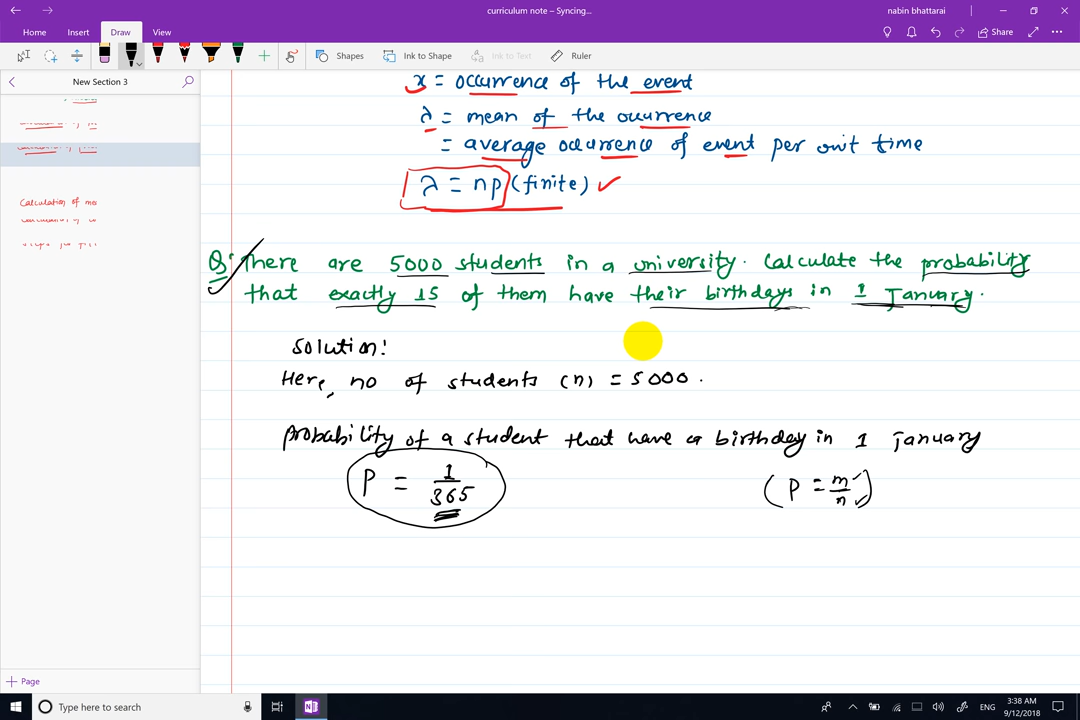 curriculum note – Syncing...
nabin bhattarai
Home Insert Draw View
Share
Shapes Ink to Shape Ink to Text Ruler
New Section 3
x = occurrence of the event
λ = mean of the occurrence
= average occurrence of event per unit time
λ = np (finite) ✓
Calculation of me
Q: There are 5000 students in a university. Calculate the probability
that exactly 15 of them have their birthdays in 1 January.
Solution:
Here, no of students (n) = 5000.
Probability of a student that have a birthday in 1 January
P = 1/365 (P = m/n)
+ Page
Type here to search
ENG
3:38 AM
9/12/2018